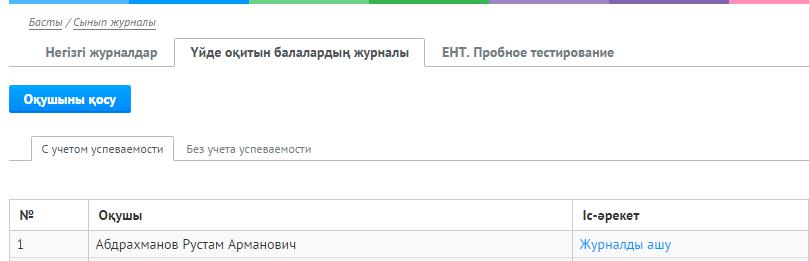 Басты / Сынып журналы
Негізгі журналдар Үйде оқитын балалардың журналы ЕНТ. Пробное тестирование
Оқушыны қосу
С учетом успеваемости Без учета успеваемости
№ Оқушы Іс-әрекет
1 Абдрахманов Рустам Арманович Журналды ашу